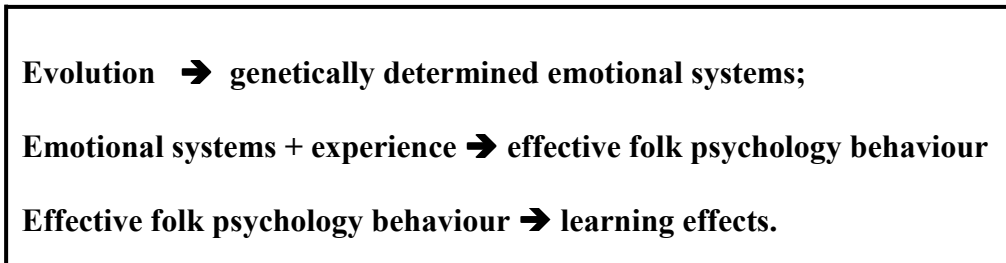 Evolution ➔ genetically determined emotional systems;
Emotional systems + experience ➔ effective folk psychology behaviour
Effective folk psychology behaviour ➔ learning effects.